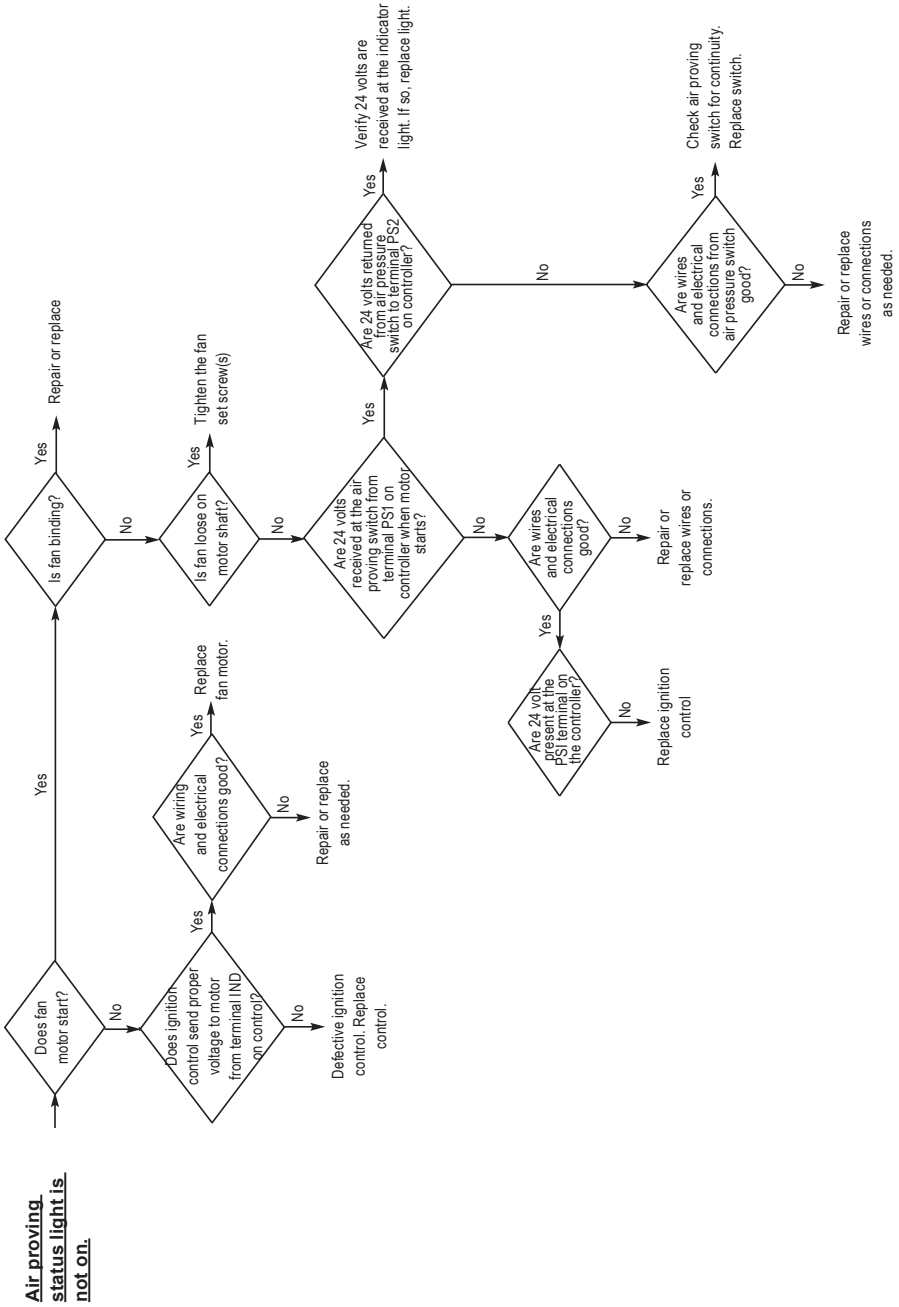 Air proving
status light is
not on.
Does fan
motor start?
Yes
No
Is fan binding?
Yes
Repair or replace
No
Does ignition
control send proper
voltage to motor
from terminal IND
on control?
Yes
No
Defective ignition
control. Replace
control.
Are wiring
and electrical
connections good?
Yes
Replace
fan motor.
No
Repair or replace
as needed.
Is fan loose on
motor shaft?
Yes
Tighten the fan
set screw(s)
No
Are 24 volts
received at the air
proving switch from
terminal PS1 on
controller when motor
starts?
Yes
No
Are 24 volts returned
from air pressure
switch to terminal PS2
on controller?
Yes
Verify 24 volts are
received at the indicator
light. If so, replace light.
No
Are wires
and electrical
connections
good?
Yes
No
Repair or
replace wires or
connections.
Are 24 volt
present at the
PSI terminal on
the controller?
No
Replace ignition
control
Are wires
and electrical
connections from
air pressure switch
good?
Yes
Check air proving
switch for continuity.
Replace switch.
No
Repair or replace
wires or connections
as needed.